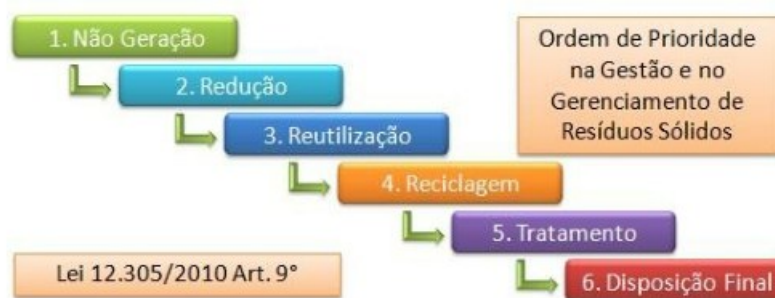 1. Não Geração
2. Redução
3. Reutilização
4. Reciclagem
5. Tratamento
6. Disposição Final
Ordem de Prioridade
na Gestão e no
Gerenciamento de
Resíduos Sólidos
Lei 12.305/2010 Art. 9°